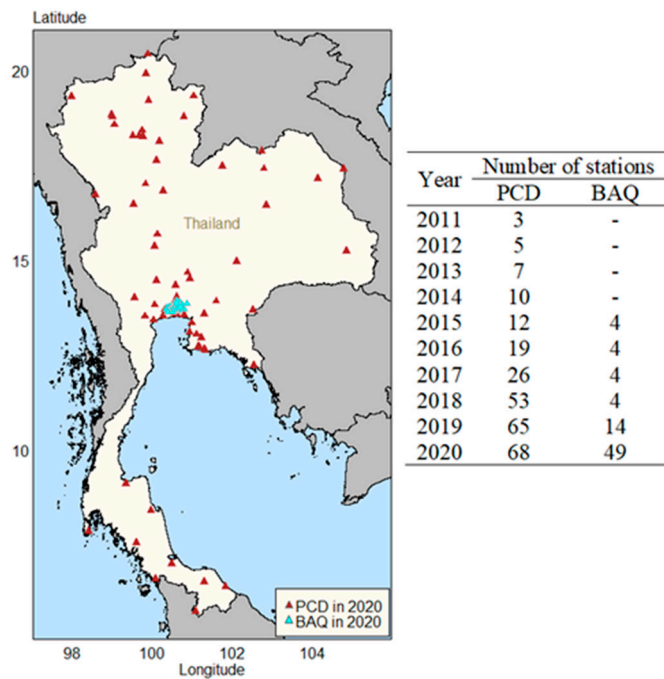 Latitude
20
Thailand
15
10
PCD in 2020
BAQ in 2020
98 100 102 104
Longitude
Year Number of stations
PCD BAQ
2011 3 -
2012 5 -
2013 7 -
2014 10 -
2015 12 4
2016 19 4
2017 26 4
2018 53 4
2019 65 14
2020 68 49